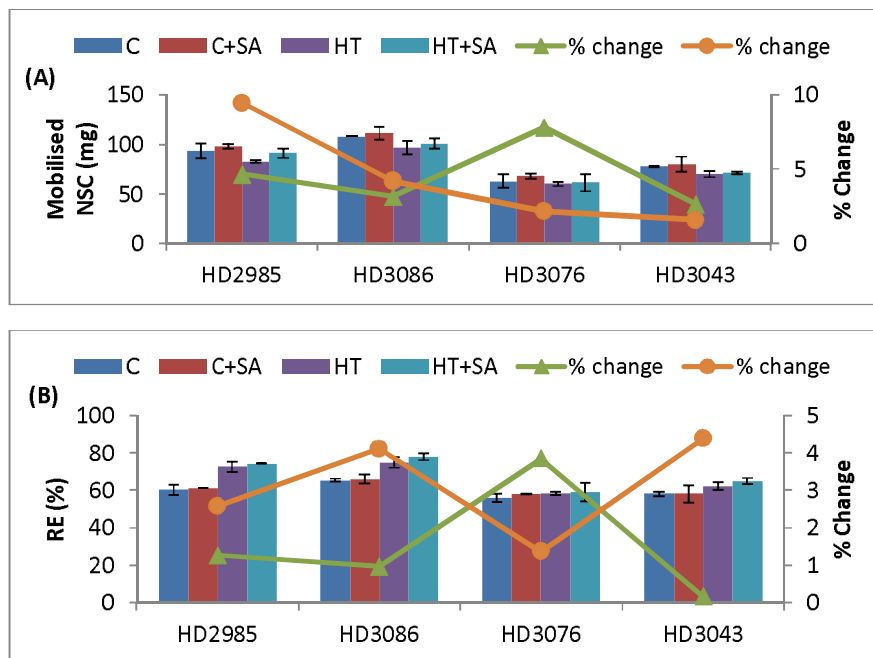 C C+SA HT HT+SA % change % change
(A)
150
100
50
0
Mobilised
NSC (mg)
10
5
0
% Change
HD2985 HD3086 HD3076 HD3043
C C+SA HT HT+SA % change % change
(B)
100
80
60
40
20
0
RE (%)
5
4
3
2
1
0
% Change
HD2985 HD3086 HD3076 HD3043